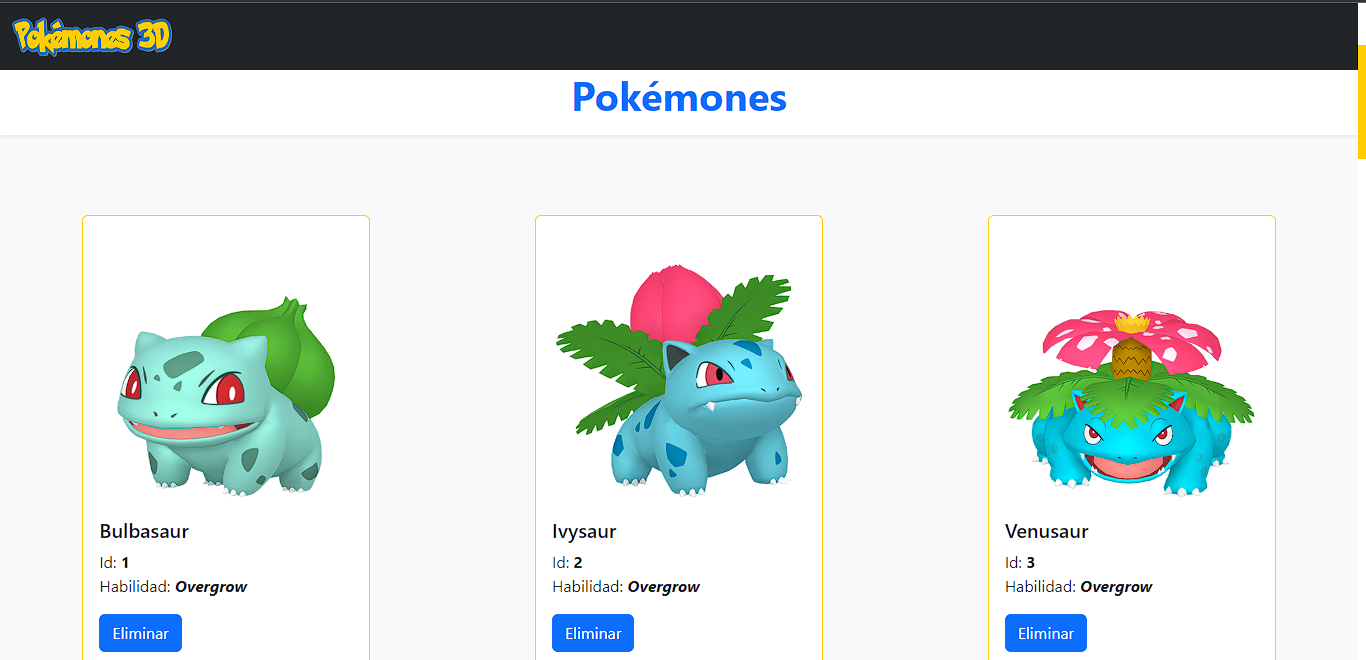 Pokémones 3D
Pokémones
Bulbasaur
Id: 1
Habilidad: Overgrow
Eliminar
Ivysaur
Id: 2
Habilidad: Overgrow
Eliminar
Venusaur
Id: 3
Habilidad: Overgrow
Eliminar